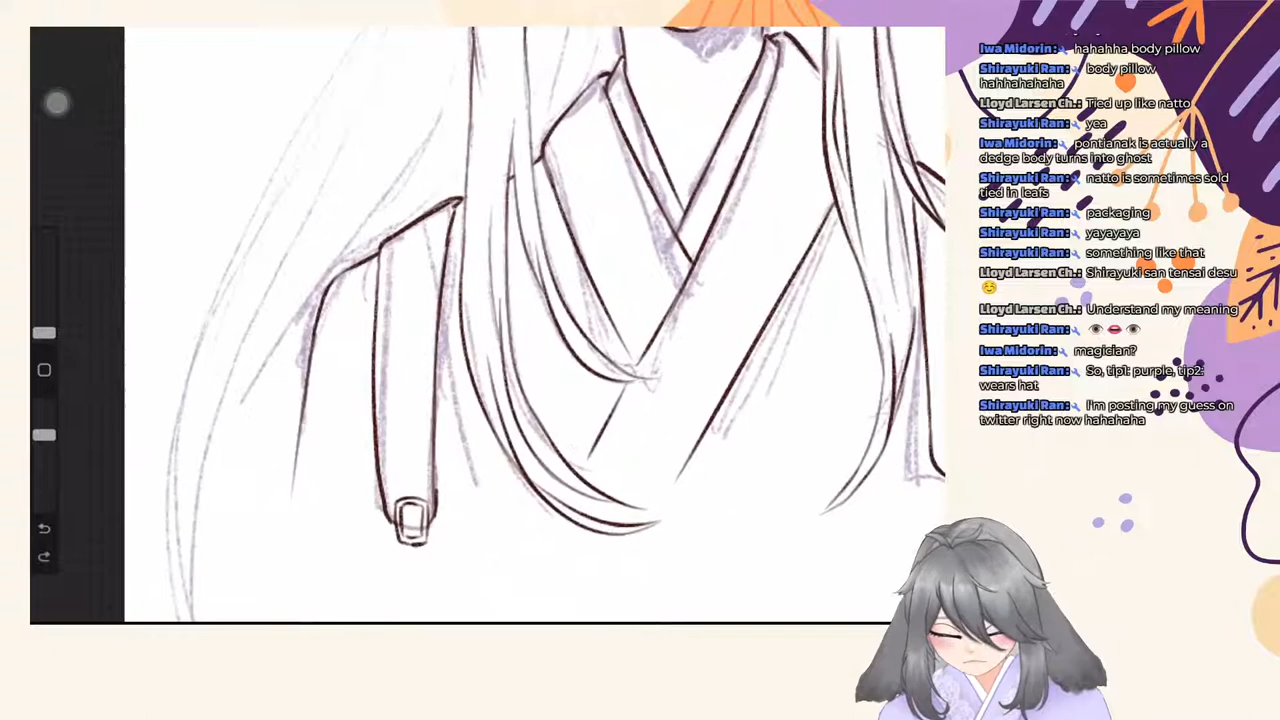 Iwa Midorin: hahahha body pillow
Shirayuki Ran: body pillow
hahhahahaha
Lloyd Larsen Ch.: Tied up like natto
Shirayuki Ran: yea
Iwa Midorin: pontianak is actually a
dedge body turns into ghost
Shirayuki Ran: natto is sometimes sold
tied in leafs
Shirayuki Ran: packaging
Shirayuki Ran: yayayaya
Shirayuki Ran: something like that
Lloyd Larsen Ch.: Shirayuki san tensai desu
☺️
Lloyd Larsen Ch.: Understand my meaning
Shirayuki Ran: 👁️👄👁️
Iwa Midorin: magician?
Shirayuki Ran: So, tip1: purple, tip2:
wears hat
Shirayuki Ran: I'm posting my guess on
twitter right now hahahaha